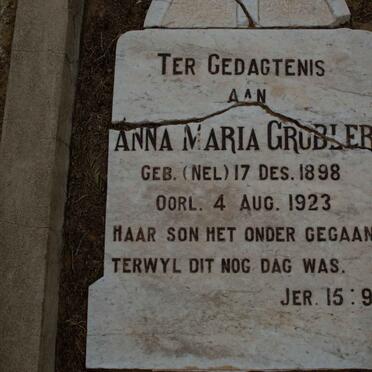 TER GEDAGTENIS
AAN
ANNA MARIA GROBLER
GEB. (NEL) 17 DES. 1898
OORL. 4 AUG. 1923
HAAR SON HET ONDER GEGAAN
TERWYL DIT NOG DAG WAS.
JER. 15:9